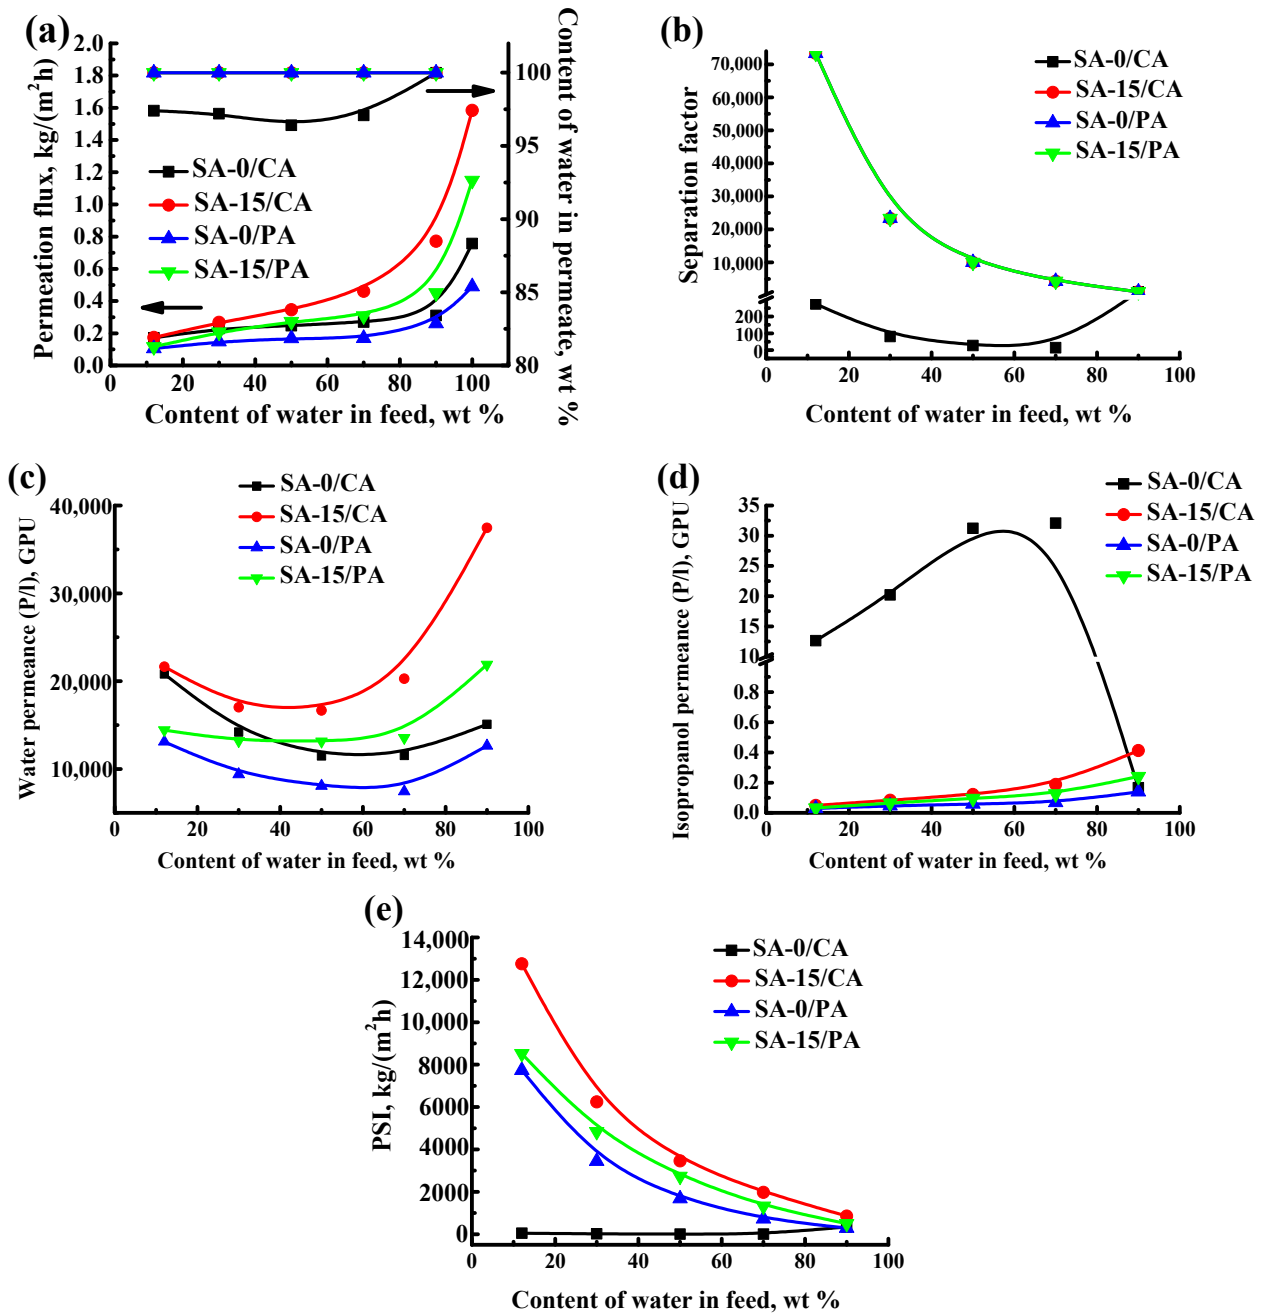 (a)
Permeation flux, kg/(m²h)
2.0
1.8
1.6
1.4
1.2
1.0
0.8
0.6
0.4
0.2
0.0
SA-0/CA
SA-15/CA
SA-0/PA
SA-15/PA
100
95
90
85
80
Content of water in permeate, wt %
0 20 40 60 80 100
Content of water in feed, wt %
(b)
Separation factor
70,000
60,000
50,000
40,000
30,000
20,000
10,000
200
100
0
SA-0/CA
SA-15/CA
SA-0/PA
SA-15/PA
0 20 40 60 80 100
Content of water in feed, wt %
(c)
Water permeance (P/l), GPU
40,000
30,000
20,000
10,000
SA-0/CA
SA-15/CA
SA-0/PA
SA-15/PA
0 20 40 60 80 100
Content of water in feed, wt %
(d)
Isopropanol permeance (P/l), GPU
35
30
25
20
15
10
0.8
0.6
0.4
0.2
0.0
SA-0/CA
SA-15/CA
SA-0/PA
SA-15/PA
0 20 40 60 80 100
Content of water in feed, wt %
(e)
PSI, kg/(m²h)
14,000
12,000
10,000
8000
6000
4000
2000
0
SA-0/CA
SA-15/CA
SA-0/PA
SA-15/PA
0 20 40 60 80 100
Content of water in feed, wt %